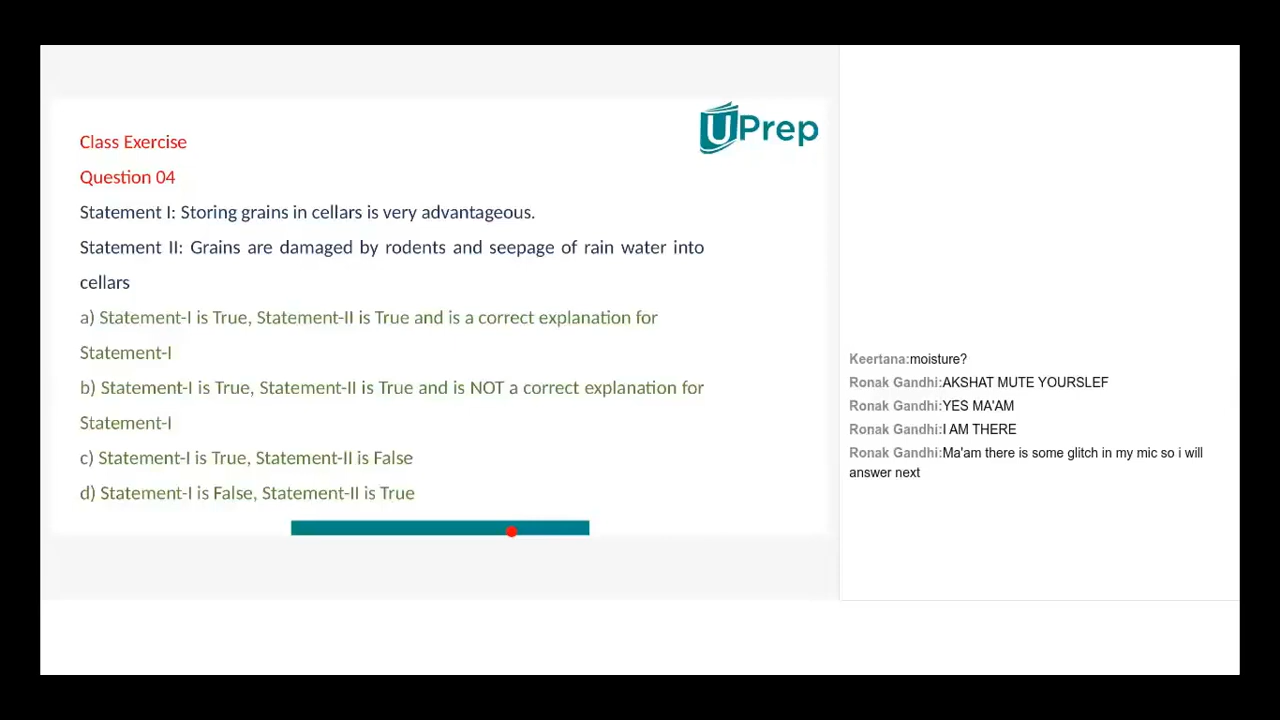 UPrep
Class Exercise
Question 04
Statement I: Storing grains in cellars is very advantageous.
Statement II: Grains are damaged by rodents and seepage of rain water into
cellars
a) Statement-I is True, Statement-II is True and is a correct explanation for
Statement-I
b) Statement-I is True, Statement-II is True and is NOT a correct explanation for
Statement-I
c) Statement-I is True, Statement-II is False
d) Statement-I is False, Statement-II is True
Keertana:moisture?
Ronak Gandhi:AKSHAT MUTE YOURSLEF
Ronak Gandhi:YES MA'AM
Ronak Gandhi:I AM THERE
Ronak Gandhi:Ma'am there is some glitch in my mic so i will
answer next